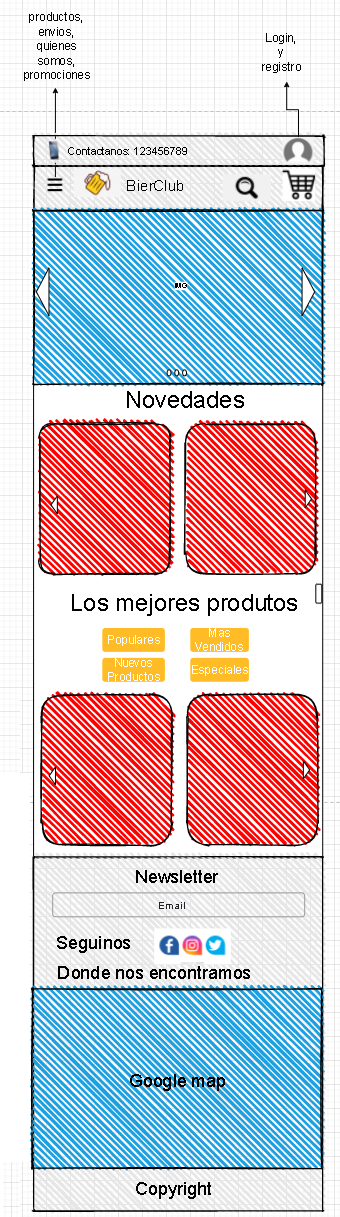 productos,
envios,
quienes
somos,
promociones
Login,
y
registro
Contactanos: 123456789
BierClub
IMG
Novedades
Los mejores produtos
Populares
Mas
Vendidos
Nuevos
Productos
Especiales
Newsletter
Email
Seguinos
Donde nos encontramos
Google map
Copyright